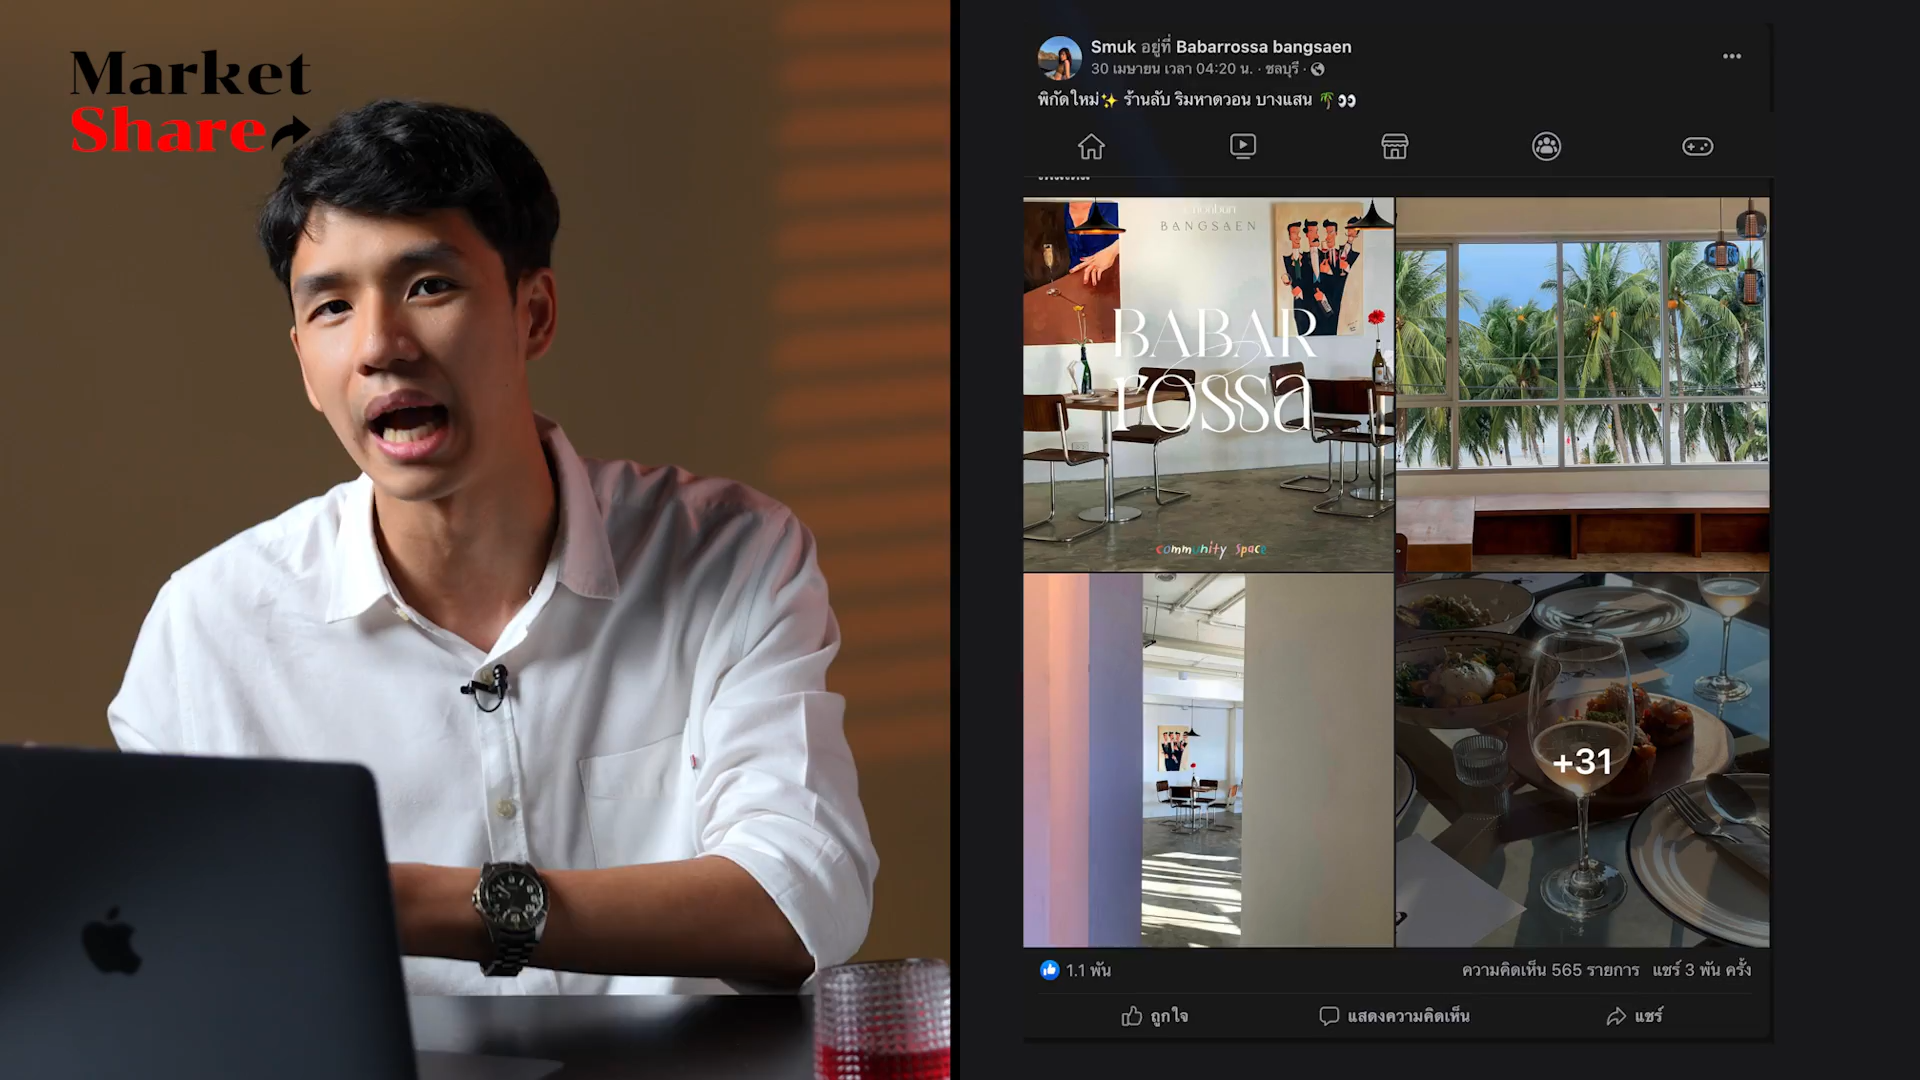 Market
Share
Smuk อยู่ที่ Babarrossa bangsaen
30 เมษายน เวลา 04:20 น. · ชลบุรี ·
พิกัดใหม่✨ ร้านลับ ริมหาดวอน บางแสน 🌴👀
BANGSAEN
BABAR
rossa
community space
+31
1.1 พัน
ความคิดเห็น 565 รายการ แชร์ 3 พัน ครั้ง
ถูกใจ
แสดงความคิดเห็น
แชร์